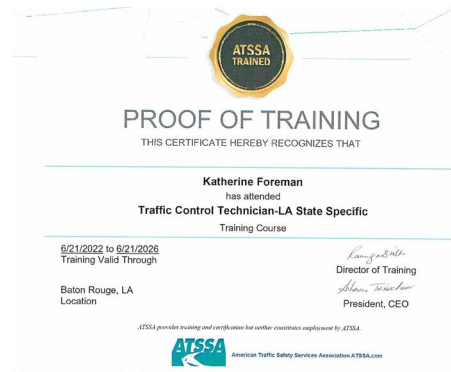 ATSSA
TRAINED
PROOF OF TRAINING
THIS CERTIFICATE HEREBY RECOGNIZES THAT
Katherine Foreman
has attended
Traffic Control Technician-LA State Specific
Training Course
6/21/2022 to 6/21/2026
Training Valid Through
Director of Training
Baton Rouge, LA
Location
President, CEO
ATSSA provides training and certification but neither constitutes employment by ATSSA.
ATSSA
American Traffic Safety Services Association ATSSA.com